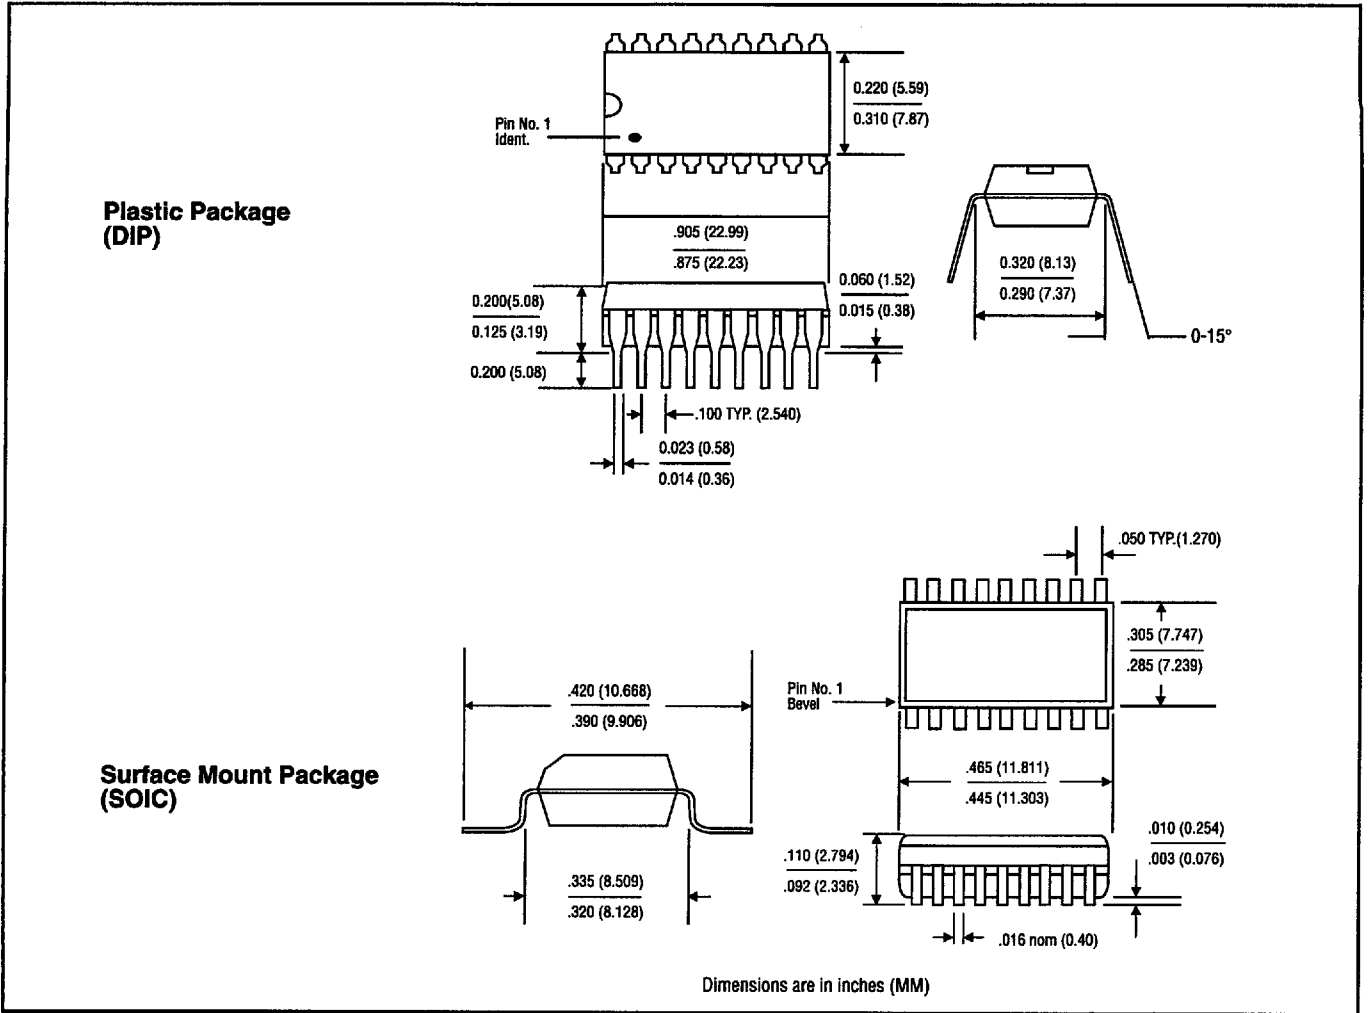 0.220 (5.59)
0.310 (7.87)
Pin No. 1
Ident.
Plastic Package
(DIP)
.905 (22.99)
.875 (22.23)
0.200(5.08)
0.125 (3.19)
0.200 (5.08)
0.060 (1.52)
0.015 (0.38)
0.320 (8.13)
0.290 (7.37)
0-15°
.100 TYP. (2.540)
0.023 (0.58)
0.014 (0.36)
.050 TYP.(1.270)
.305 (7.747)
.285 (7.239)
Pin No. 1
Bevel
.420 (10.668)
.390 (9.906)
Surface Mount Package
(SOIC)
.465 (11.811)
.445 (11.303)
.110 (2.794)
.092 (2.336)
.010 (0.254)
.003 (0.076)
.335 (8.509)
.320 (8.128)
.016 nom (0.40)
Dimensions are in inches (MM)